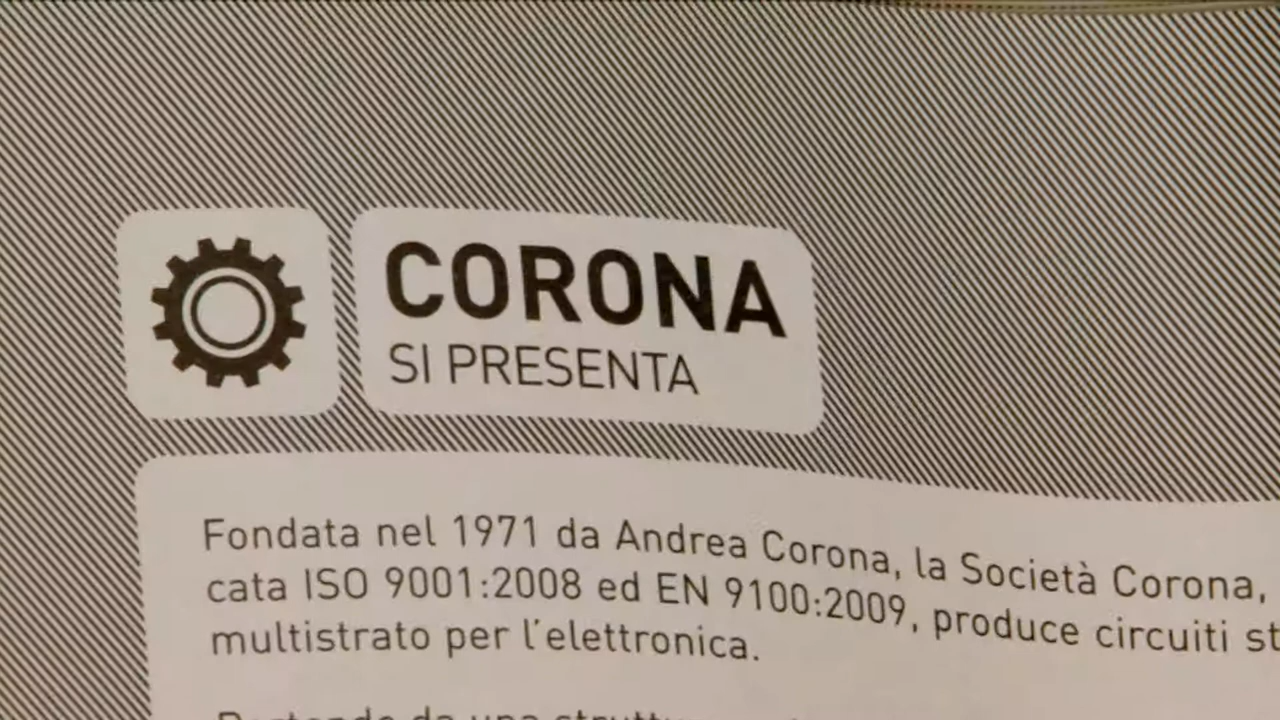 CORONA
SI PRESENTA
Fondata nel 1971 da Andrea Corona, la Società Corona,
cata ISO 9001:2008 ed EN 9100:2009, produce circuiti st
multistrato per l'elettronica.